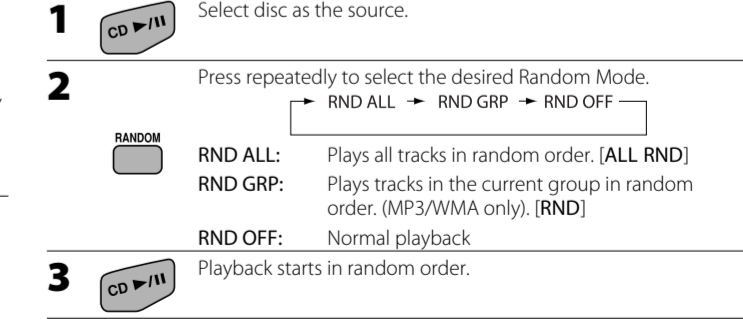 1
CD ►/II
Select disc as the source.
2
Press repeatedly to select the desired Random Mode.
RND ALL → RND GRP → RND OFF
RANDOM
RND ALL: Plays all tracks in random order. [ALL RND]
RND GRP: Plays tracks in the current group in random
order. (MP3/WMA only). [RND]
RND OFF: Normal playback
3
CD ►/II
Playback starts in random order.